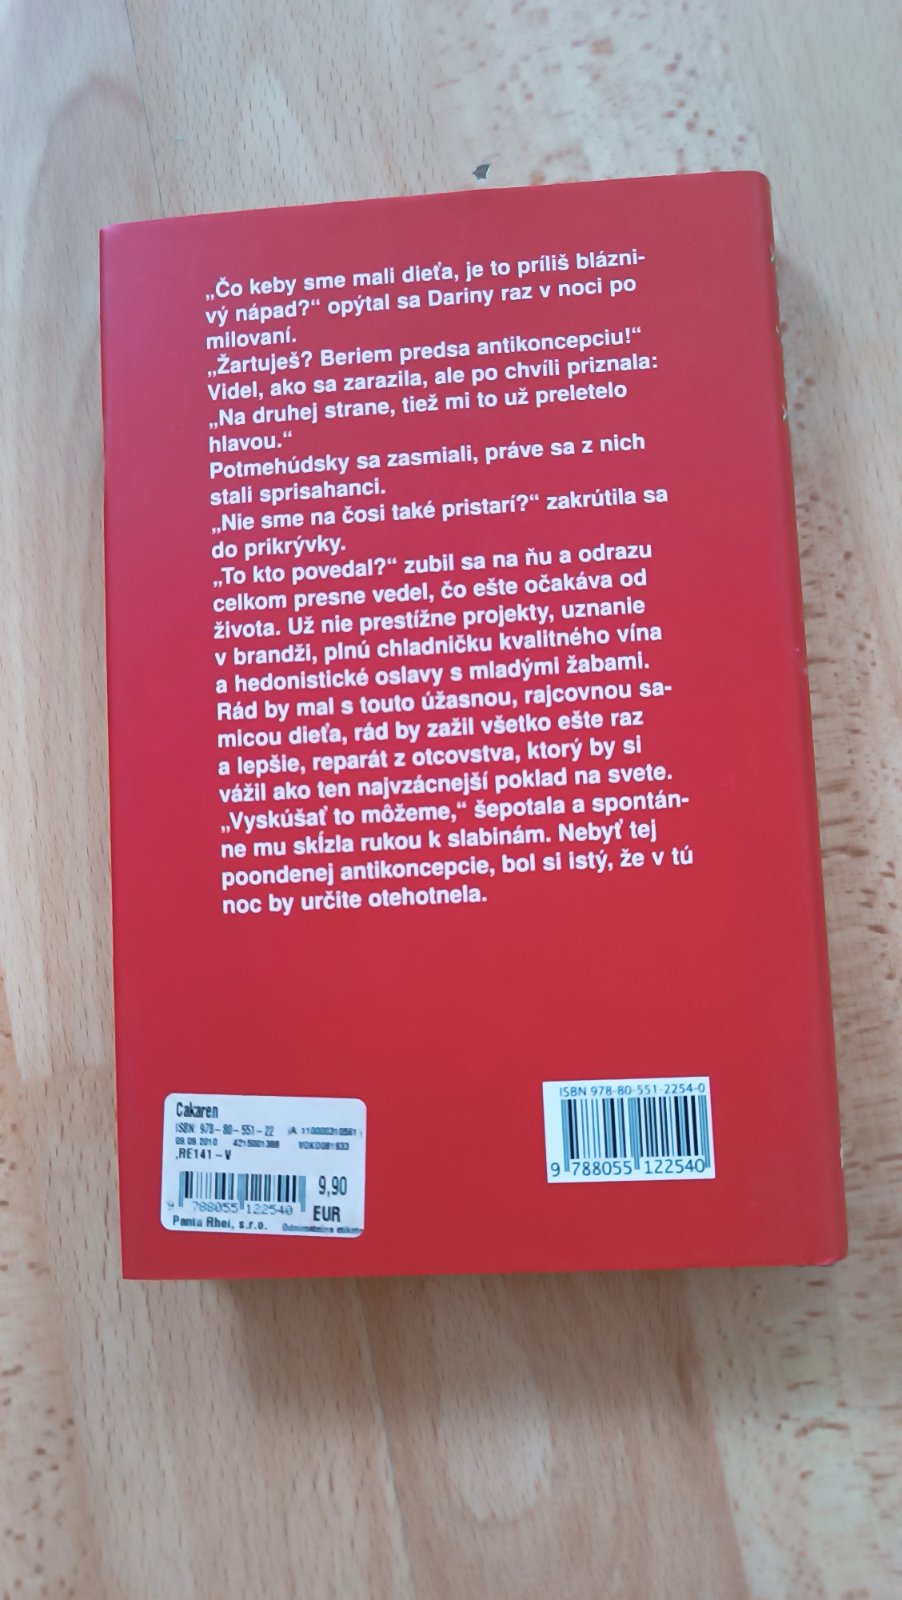 „Čo keby sme mali dieťa, je to príliš blázni-
vý nápad?“ opýtal sa Dariny raz v noci po
milovaní.
„Žartuješ? Beriem predsa antikoncepciu!“
Videl, ako sa zarazila, ale po chvíli priznala:
„Na druhej strane, tiež mi to už preletelo
hlavou.“
Potmehúdsky sa zasmiali, práve sa z nich
stali sprisahanci.
„Nie sme na čosi také pristarí?“ zakrútila sa
do prikrývky.
„To kto povedal?“ zubil sa na ňu a odrazu
celkom presne vedel, čo ešte očakáva od
života. Už nie prestížne projekty, uznanie
v brandži, plnú chladničku kvalitného vína
a hedonistické oslavy s mladými žabami.
Rád by mal s touto úžasnou, rajcovnou sa-
micou dieťa, rád by zažil všetko ešte raz
a lepšie, reparát z otcovstva, ktorý by si
vážil ako ten najvzácnejší poklad na svete.
„Vyskúšať to môžeme,“ šepotala a spontán-
ne mu skĺzla rukou k slabinám. Nebyť tej
poondenej antikoncepcie, bol si istý, že v tú
noc by určite otehotnela.
Cakaren
ISBN: 978-80-551-22
09.09.2010
,RE141-V
9,90
9 788055 122540
EUR
Panta Rhei, s.r.o.
ISBN 978-80-551-2254-0
9 788055 122540